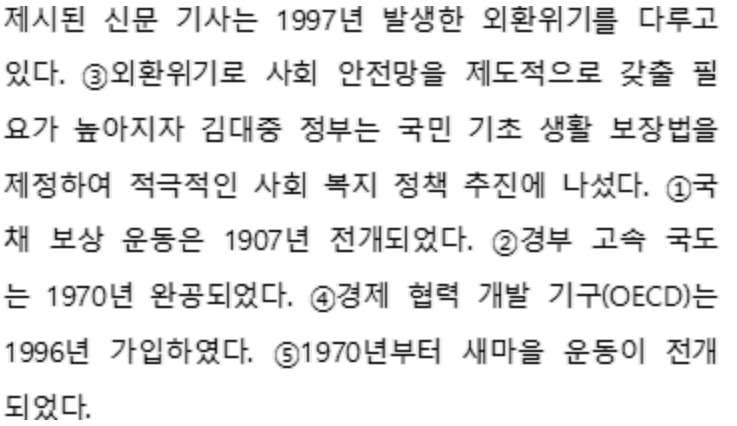 제시된 신문 기사는 1997년 발생한 외환위기를 다루고
있다. ③외환위기로 사회 안전망을 제도적으로 갖출 필
요가 높아지자 김대중 정부는 국민 기초 생활 보장법을
제정하여 적극적인 사회 복지 정책 추진에 나섰다. ①국
채 보상 운동은 1907년 전개되었다. ②경부 고속 국도
는 1970년 완공되었다. ④경제 협력 개발 기구(OECD)는
1996년 가입하였다. ⑤1970년부터 새마을 운동이 전개
되었다.